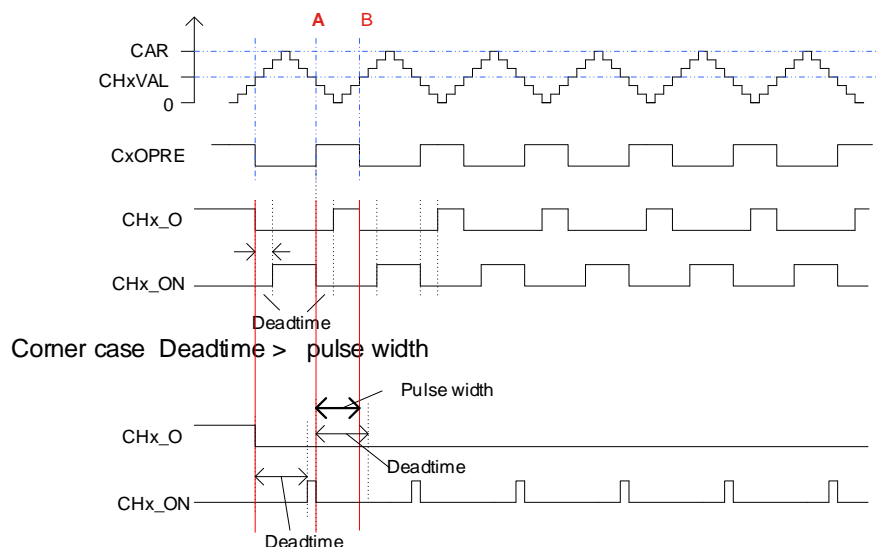 A B
CAR
CHxVAL
0
CxOPRE
CHx_O
CHx_ON
Deadtime
Corner case Deadtime > pulse width
Pulse width
CHx_O
Deadtime
CHx_ON
Deadtime